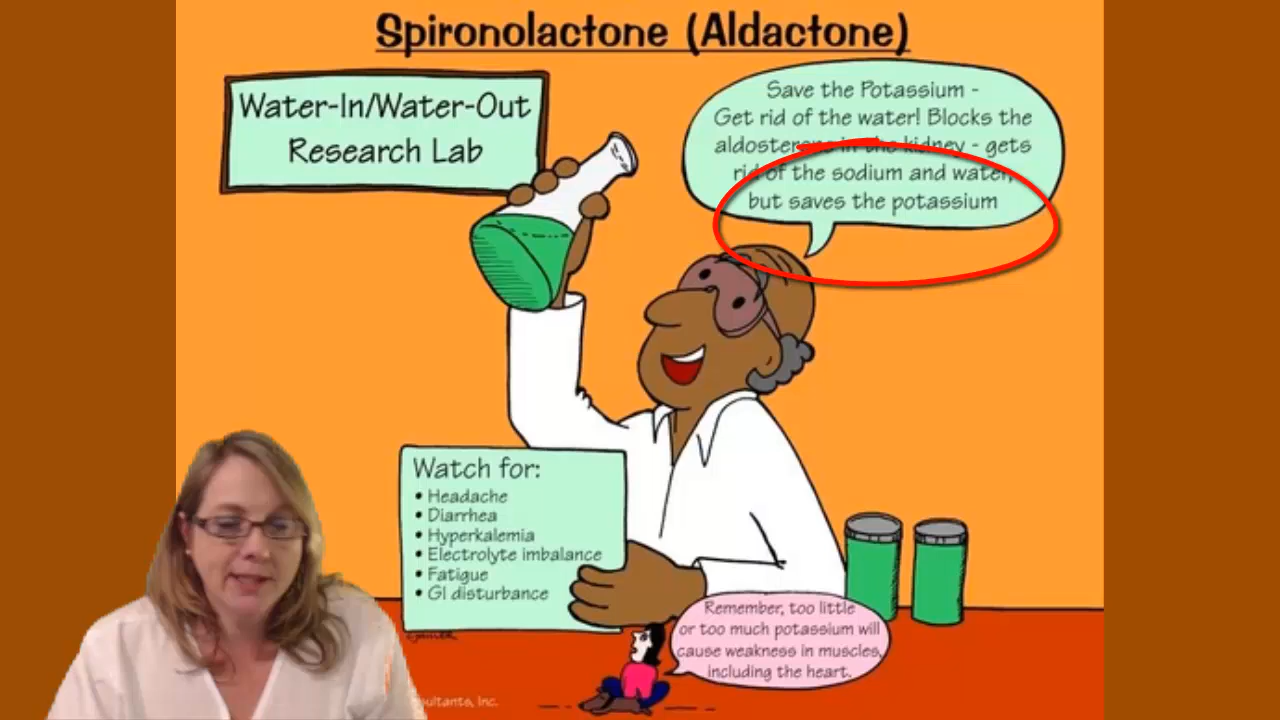 Spironolactone (Aldactone)
Water-In/Water-Out
Research Lab
Save the Potassium -
Get rid of the water! Blocks the
aldosterone in the kidney - gets
rid of the sodium and water,
but saves the potassium
Watch for:
• Headache
• Diarrhea
• Hyperkalemia
• Electrolyte imbalance
• Fatigue
• GI disturbance
Remember, too little
or too much potassium will
cause weakness in muscles,
including the heart.
Inc.